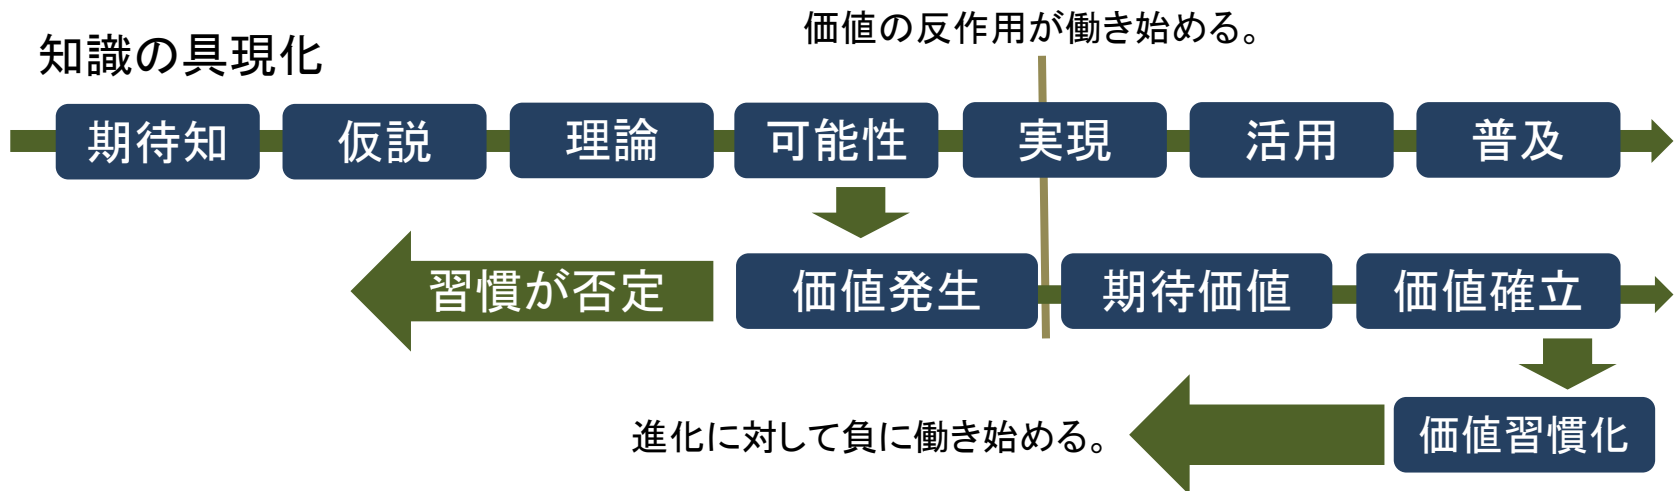 価値の反作用が働き始める。
知識の具現化
期待知
仮説
理論
可能性
実現
活用
普及
習慣が否定
価値発生
期待価値
価値確立
進化に対して負に働き始める。
価値習慣化